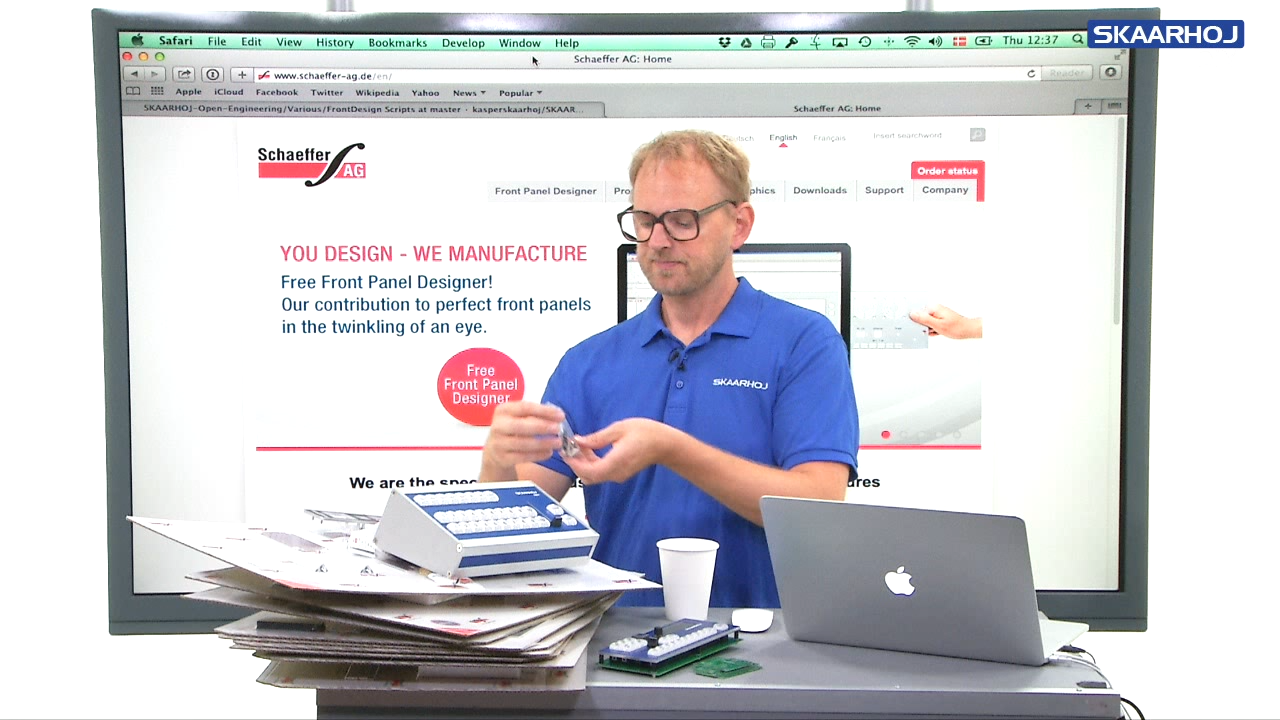 SKAARHOJ
Safari File Edit View History Bookmarks Develop Window Help
Thu 12:37
Schaeffer AG: Home
www.schaeffer-ag.de/en/
Reader
Apple iCloud Facebook Twitter Wikipedia Yahoo News Popular
SKAARHOJ-Open-Engineering/Various/FrontDesign Scripts at master · kasperskaarhoj/SKAAR...
Schaeffer AG: Home
English Français Insert searchword
Schaeffer AG
Order status
Front Panel Designer Downloads Support Company
YOU DESIGN - WE MANUFACTURE
Free Front Panel Designer!
Our contribution to perfect front panels
in the twinkling of an eye.
Free
Front Panel
Designer
SKAARHOJ
We are the